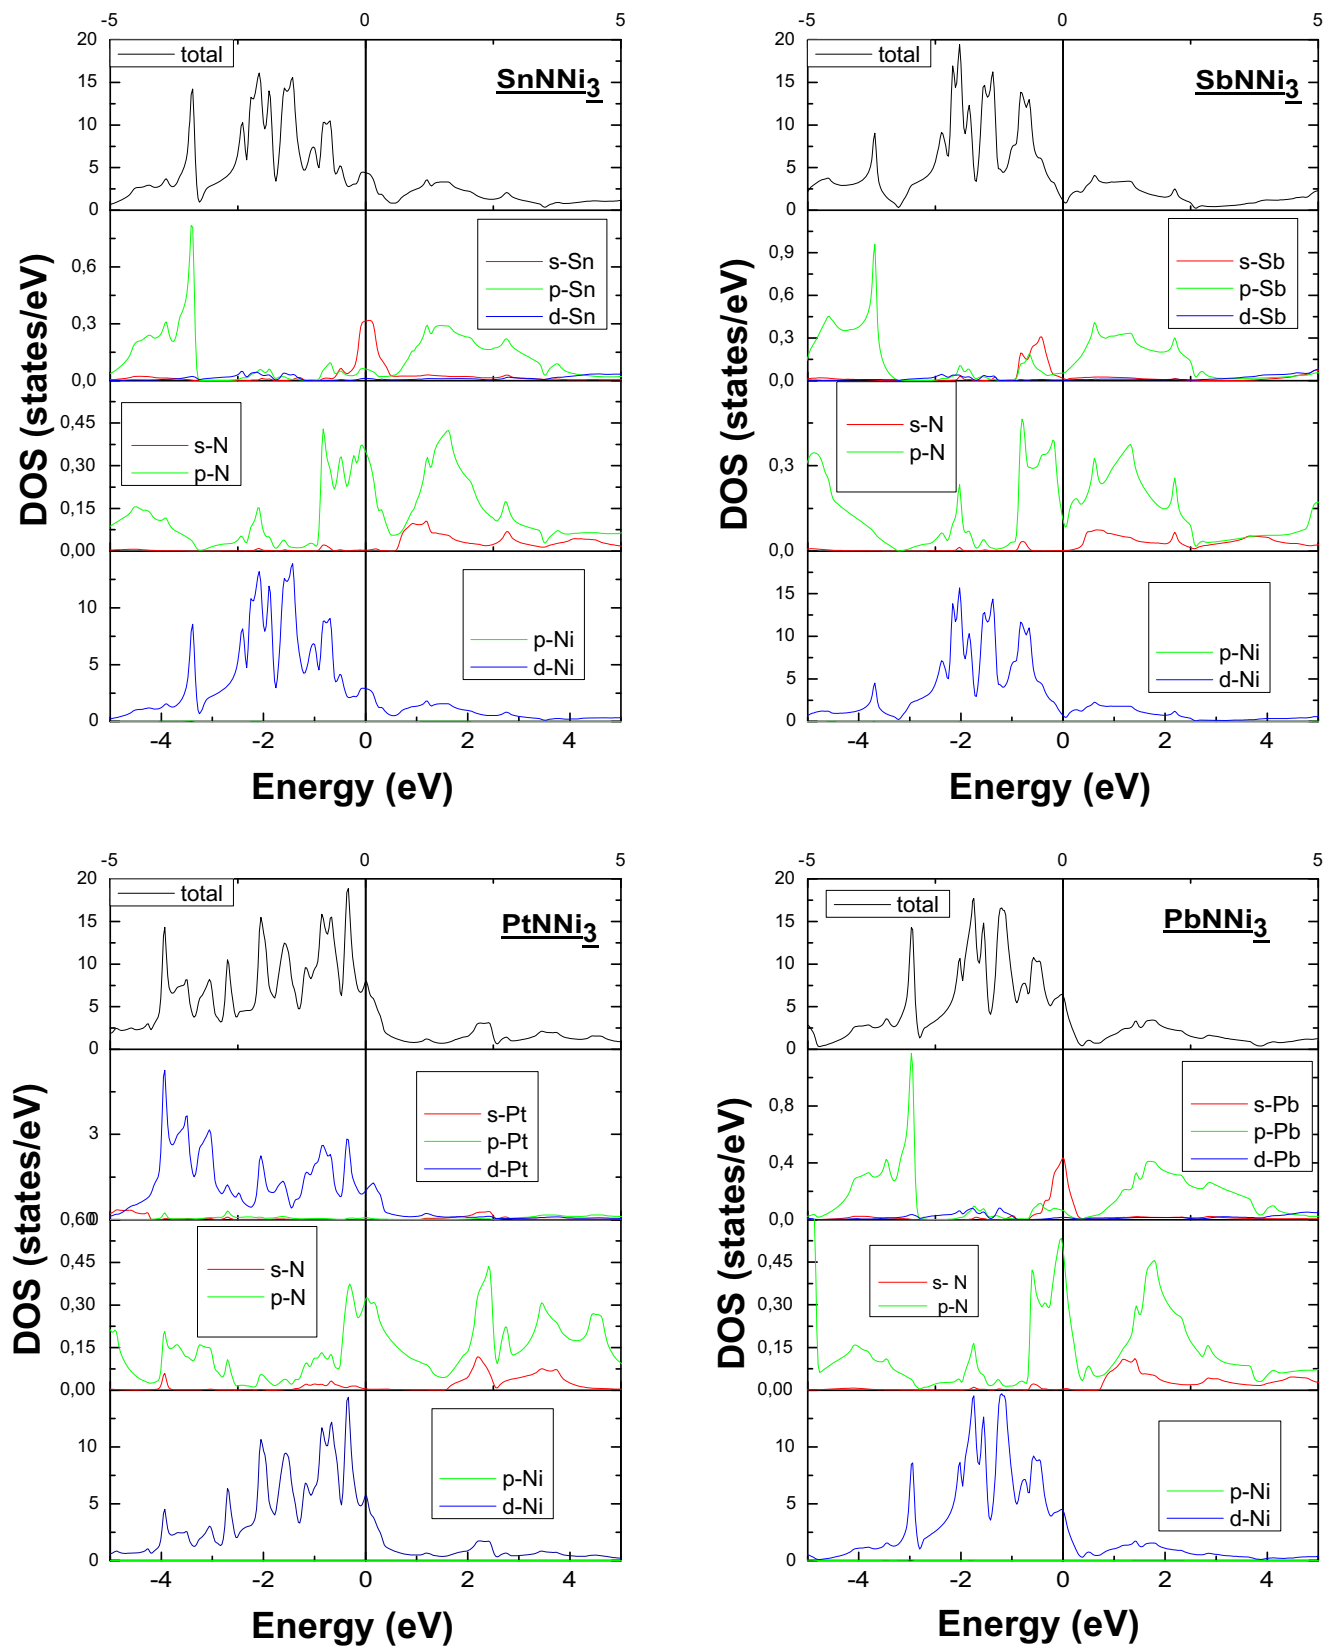 -5 0 5
20
15
10
5
0
total
SnNNi3
0,6
0,3
0,0
s-Sn
p-Sn
d-Sn
0,45
0,30
0,15
0,00
s-N
p-N
10
5
0
p-Ni
d-Ni
-4 -2 0 2 4
DOS (states/eV)
Energy (eV)
-5 0 5
20
15
10
5
0
total
SbNNi3
0,9
0,6
0,3
0,0
s-Sb
p-Sb
d-Sb
0,3
0,0
s-N
p-N
15
10
5
0
p-Ni
d-Ni
-4 -2 0 2 4
DOS (states/eV)
Energy (eV)
-5 0 5
20
15
10
5
0
total
PtNNi3
3
0
s-Pt
p-Pt
d-Pt
0,60
0,45
0,30
0,15
0,00
s-N
p-N
10
5
0
p-Ni
d-Ni
-4 -2 0 2 4
DOS (states/eV)
Energy (eV)
-5 0 5
20
15
10
5
0
total
PbNNi3
0,8
0,4
0,0
s-Pb
p-Pb
d-Pb
0,45
0,30
0,15
0,00
s- N
p-N
10
5
0
p-Ni
d-Ni
-4 -2 0 2 4
DOS (states/eV)
Energy (eV)